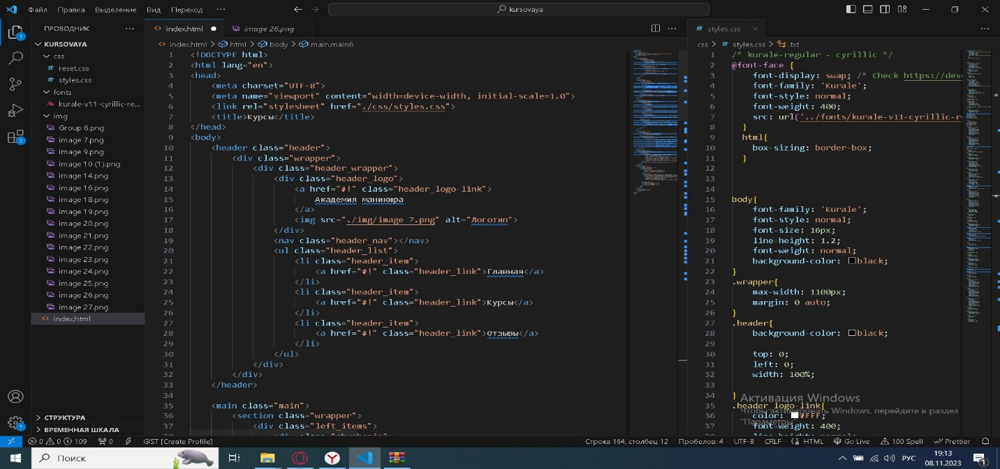 Файл Правка Выделение Вид Переход ··· kursovaya
ПРОВОДНИК ···
KURSOVAYA
css
reset.css
styles.css
fonts
kurale-v11-cyrillic-re...
img
Group 6.png
image 7.png
image 9.png
image 10 (1).png
image 14.png
image 16.png
image 18.png
image 19.png
image 20.png
image 21.png
image 22.png
image 23.png
image 24.png
image 25.png
image 26.png
image 27.png
index.html
СТРУКТУРА
ВРЕМЕННАЯ ШКАЛА
index.html image 26.png
index.html > html > body > main.main6
1 <!DOCTYPE html>
2 <html lang="en">
3 <head>
4 <meta charset="UTF-8">
5 <meta name="viewport" content="width=device-width, initial-scale=1.0">
6 <link rel="stylesheet" href="./css/styles.css">
7 <title>Курсы</title>
8 </head>
9 <body>
10 <header class="header">
11 <div class="wrapper">
12 <div class="header_wrapper">
13 <div class="header_logo">
14 <a href="#!" class="header_logo-link">
15 Академия маникюра
16 </a>
17 <img src="./img/image 7.png" alt="Логотип">
18 </div>
19 <nav class="header_nav"></nav>
20 <ul class="header_list">
21 <li class="header_item">
22 <a href="#!" class="header_link">Главная</a>
23 </li>
24 <li class="header_item">
25 <a href="#!" class="header_link">Курсы</a>
26 </li>
27 <li class="header_item">
28 <a href="#!" class="header_link">Отзывы</a>
29 </li>
30 </ul>
31 </div>
32 </div>
33 </header>
34
35 <main class="main">
36 <section class="wrapper">
37 <div class="left_items">
styles.css
css > styles.css > .txt
1 /* kurale-regular - cyrillic */
2 @font-face {
3 font-display: swap; /* Check https://deve
4 font-family: 'Kurale';
5 font-style: normal;
6 font-weight: 400;
7 src: url('../fonts/kurale-v11-cyrillic-re
8 }
9 html{
10 box-sizing: border-box;
11 }
12
13
14
15 body{
16 font-family: 'Kurale';
17 font-style: normal;
18 font-size: 16px;
19 line-height: 1.2;
20 font-weight: normal;
21 background-color: black;
22 }
23 .wrapper{
24 max-width: 1100px;
25 margin: 0 auto;
26 }
27 .header{
28 background-color: black;
29
30 top: 0;
31 left: 0;
32 width: 100%;
33
34 }
35 .header_logo-link{
36 color: #FFF;
37 font-weight: 400;
Активация Windows
Чтобы активировать Windows, перейдите в раздел
"Параметры".
0 0 109 0 GIST [Create Profile] Строка 164, столбец 12 Пробелов: 4 UTF-8 CRLF HTML Go Live 100 Spell Prettier
Поиск РУС 19:13
08.11.2023